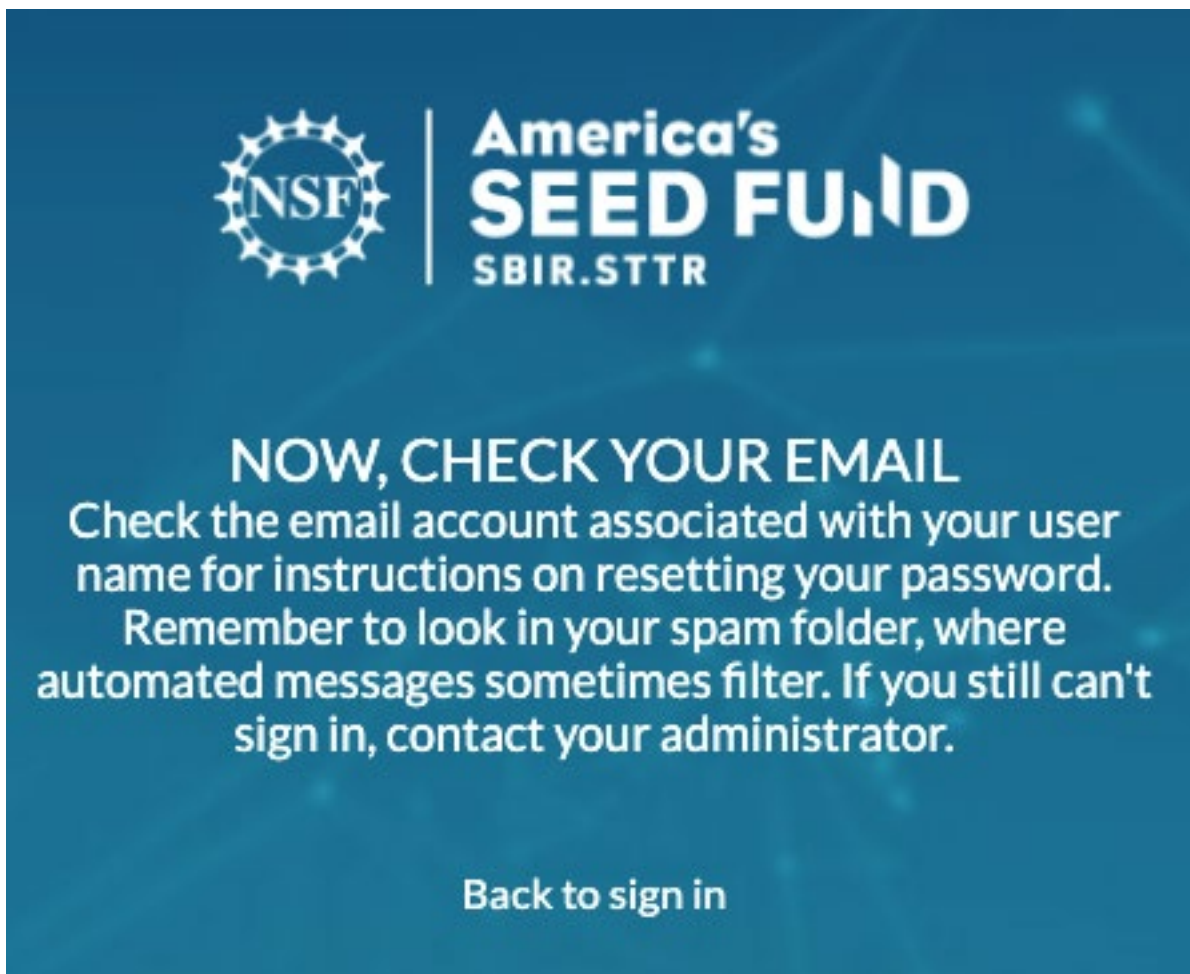 NSF
America's
SEED FUND
SBIR.STTR
NOW, CHECK YOUR EMAIL
Check the email account associated with your user
name for instructions on resetting your password.
Remember to look in your spam folder, where
automated messages sometimes filter. If you still can't
sign in, contact your administrator.
Back to sign in